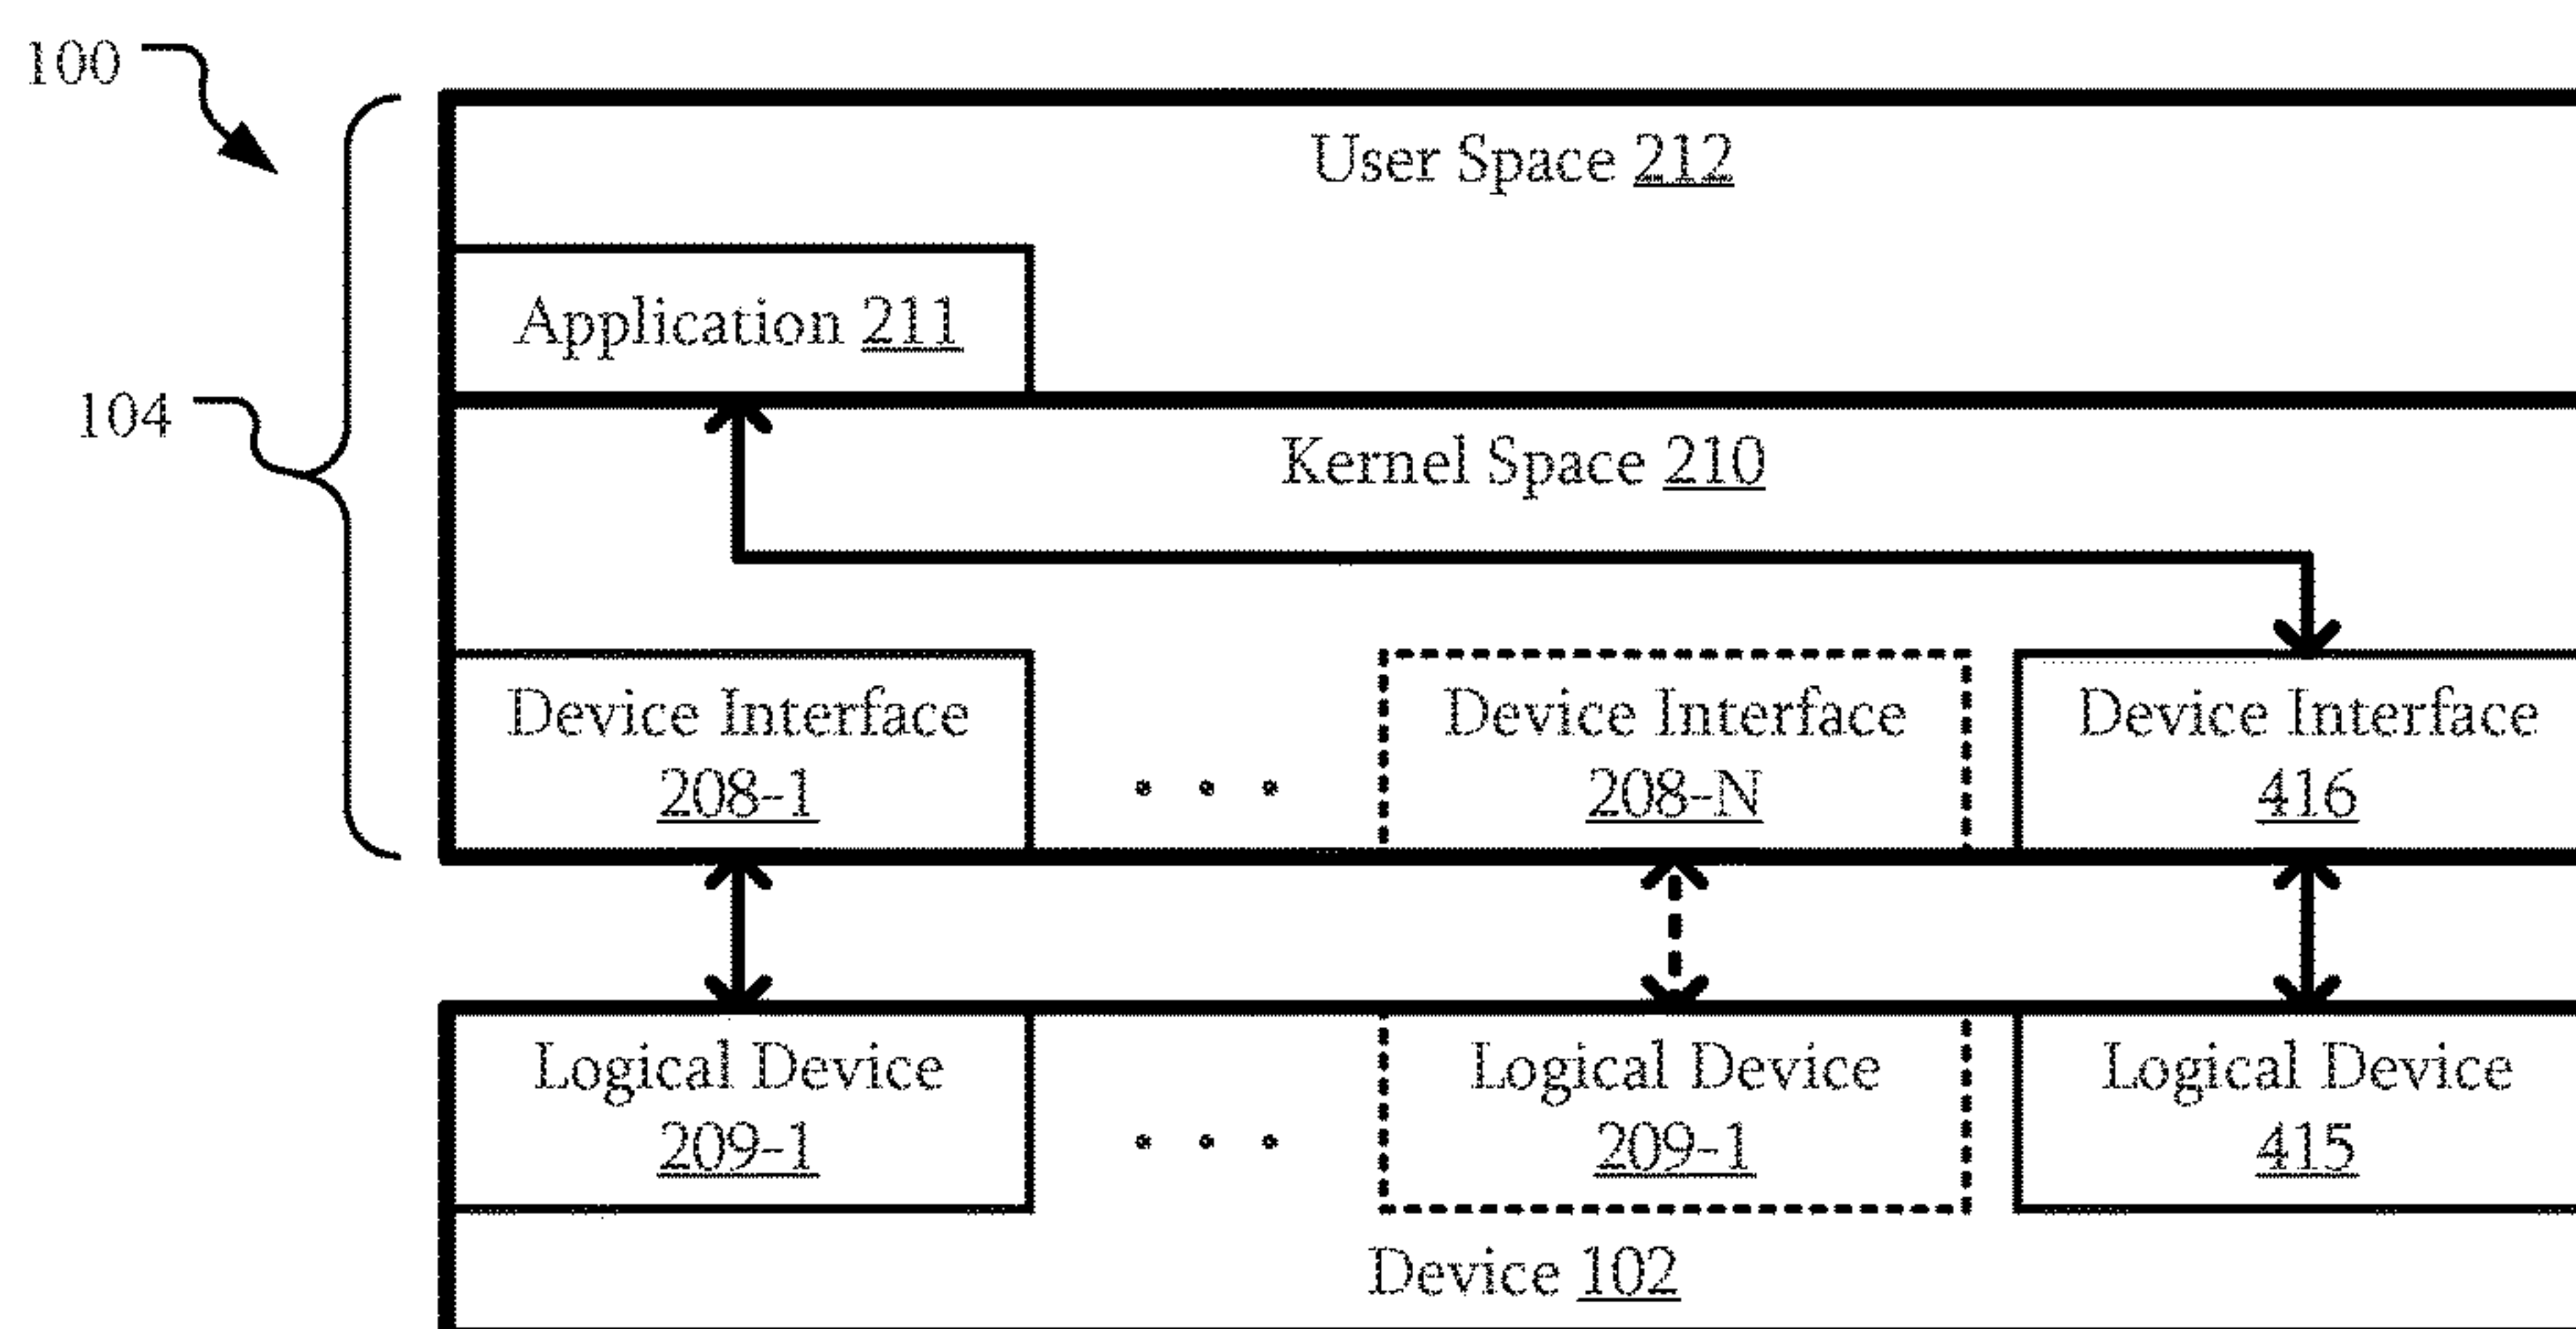 100
User Space 212
Application 211
104
Kernel Space 210
Device Interface
208-1
. . .
Device Interface
208-N
Device Interface
416
Logical Device
209-1
. . .
Logical Device
209-1
Logical Device
415
Device 102